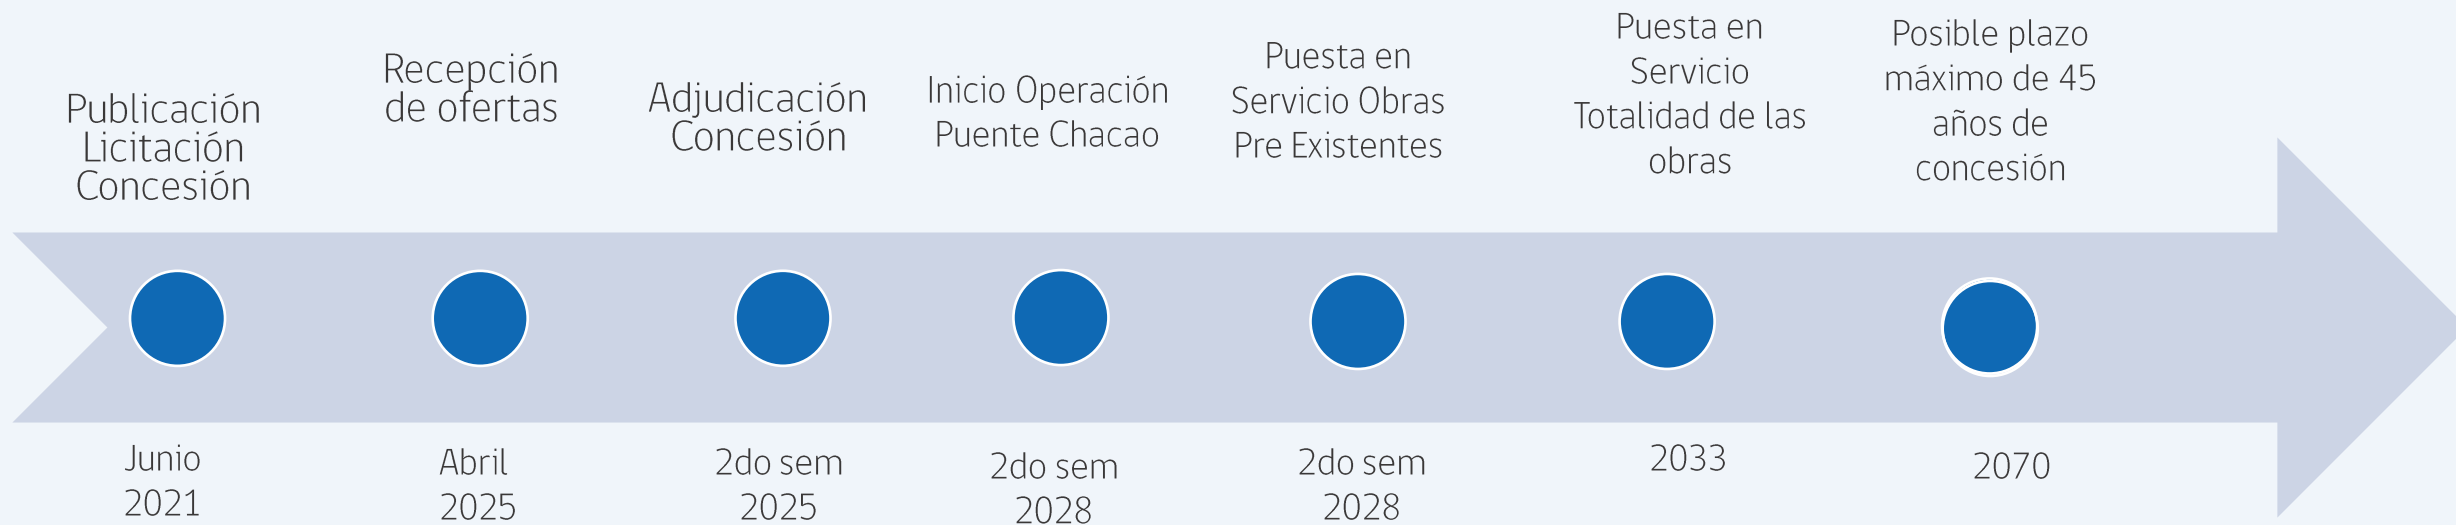 Publicación
Licitación
Concesión
Junio
2021
Recepción
de ofertas
Abril
2025
Adjudicación
Concesión
2do sem
2025
Inicio Operación
Puente Chacao
2do sem
2028
Puesta en
Servicio Obras
Pre Existentes
2do sem
2028
Puesta en
Servicio
Totalidad de las
obras
2033
Posible plazo
máximo de 45
años de
concesión
2070